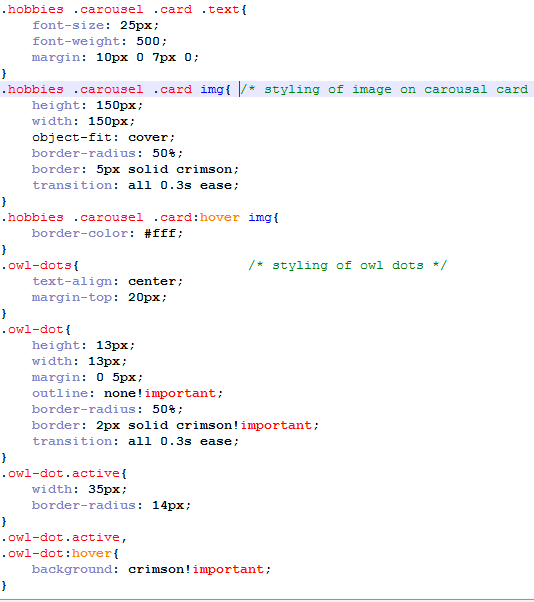 .hobbies .carousel .card .text{
    font-size: 25px;
    font-weight: 500;
    margin: 10px 0 7px 0;
}
.hobbies .carousel .card img{ /* styling of image on carousal card
    height: 150px;
    width: 150px;
    object-fit: cover;
    border-radius: 50%;
    border: 5px solid crimson;
    transition: all 0.3s ease;
}
.hobbies .carousel .card:hover img{
    border-color: #fff;
}
.owl-dots{                     /* styling of owl dots */
    text-align: center;
    margin-top: 20px;
}
.owl-dot{
    height: 13px;
    width: 13px;
    margin: 0 5px;
    outline: none!important;
    border-radius: 50%;
    border: 2px solid crimson!important;
    transition: all 0.3s ease;
}
.owl-dot.active{
    width: 35px;
    border-radius: 14px;
}
.owl-dot.active,
.owl-dot:hover{
    background: crimson!important;
}